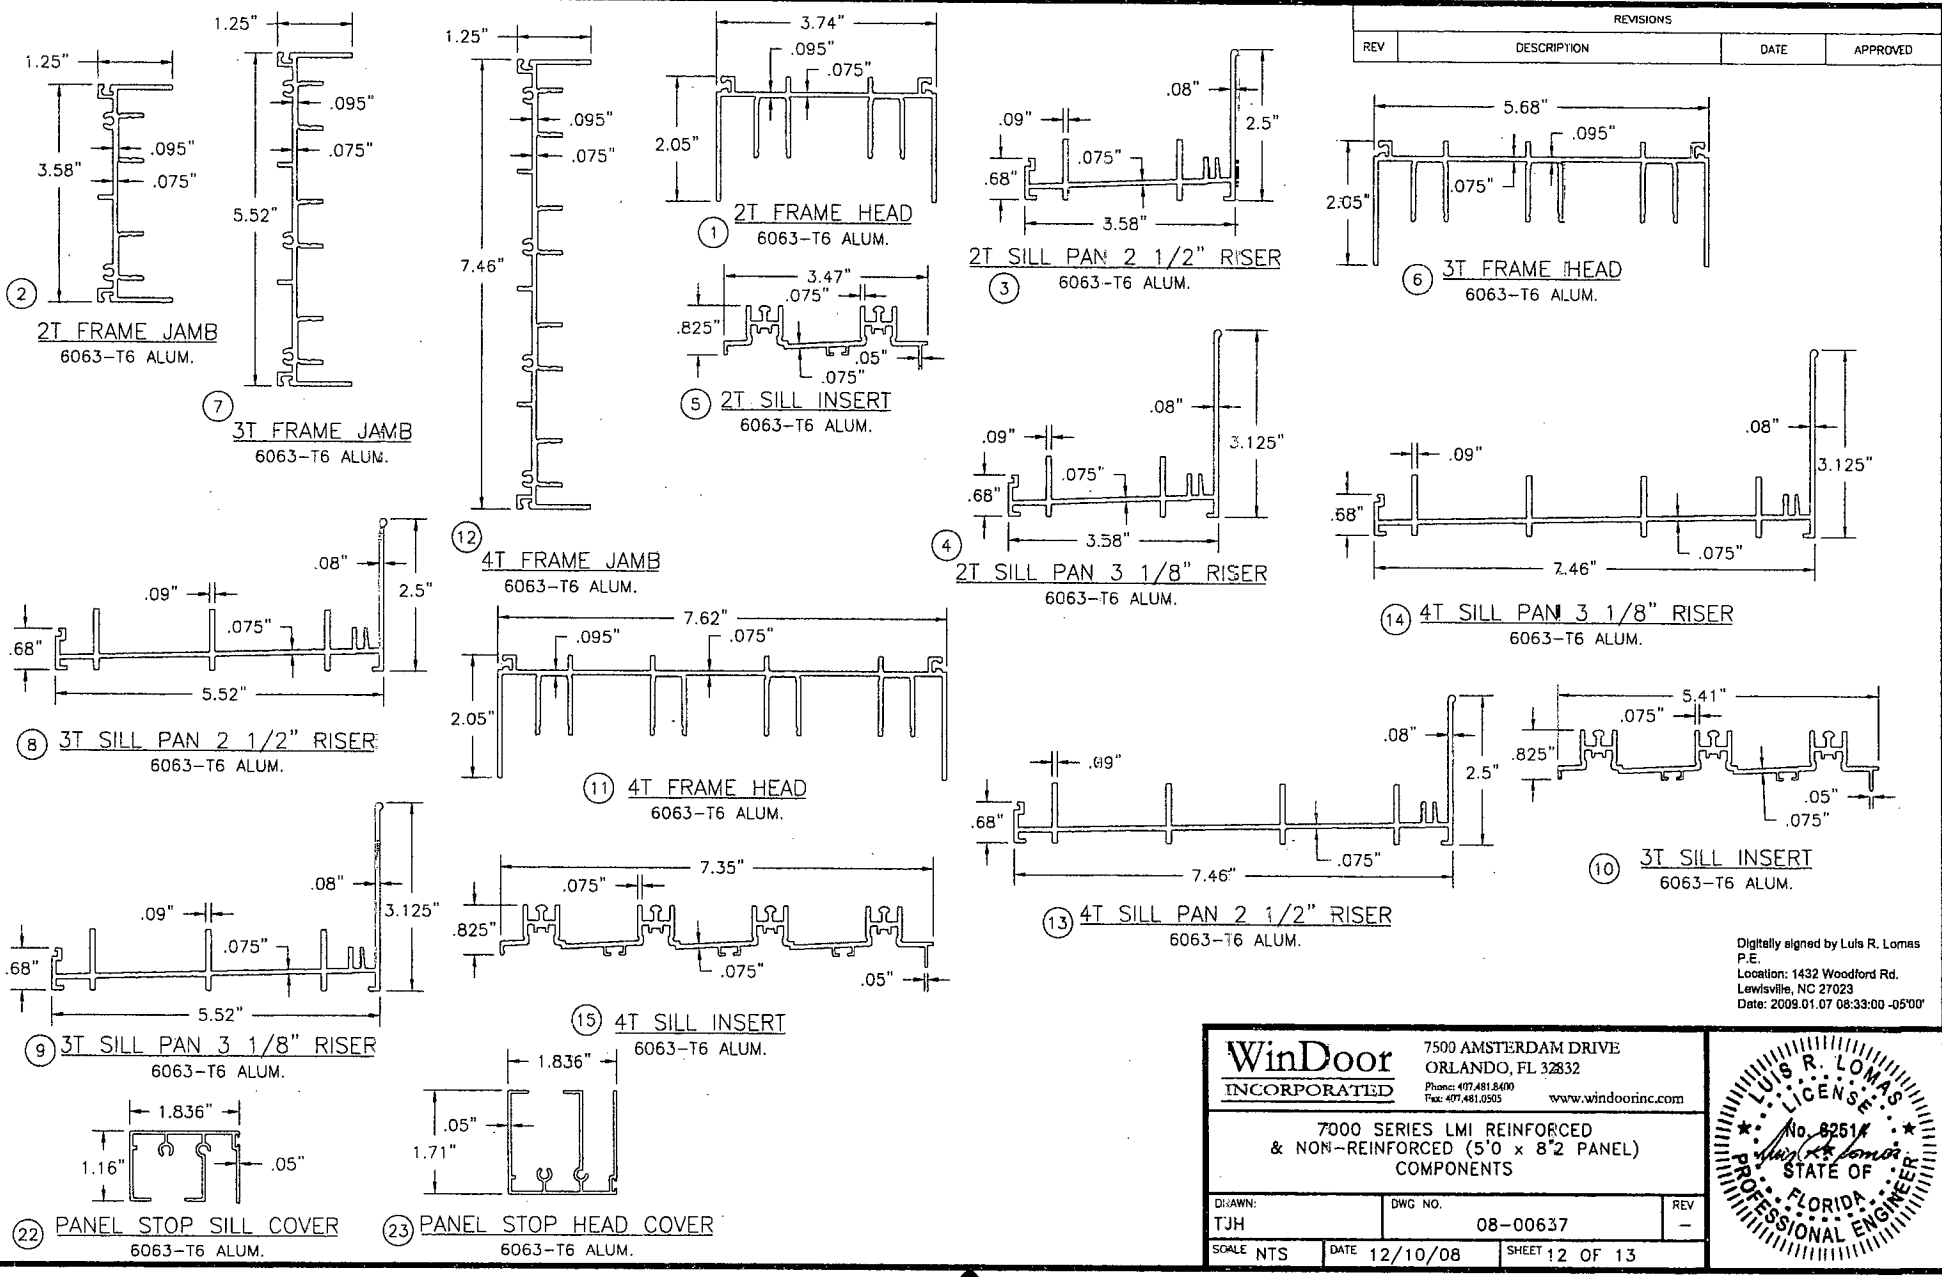 REVISIONS
REV DESCRIPTION DATE APPROVED
1.25"
3.58"
.095"
.075"
2
2T FRAME JAMB
6063-T6 ALUM.
1.25"
5.52"
.095"
.075"
7
3T FRAME JAMB
6063-T6 ALUM.
1.25"
7.46"
.095"
.075"
12
4T FRAME JAMB
6063-T6 ALUM.
3.74"
.095"
.075"
2.05"
1
2T FRAME HEAD
6063-T6 ALUM.
3.47"
.075"
.825"
.05"
.075"
5
2T SILL INSERT
6063-T6 ALUM.
.08"
.09"
2.5"
.075"
.68"
3.58"
2T SILL PAN 2 1/2" RISER
3
6063-T6 ALUM.
5.68"
.095"
.075"
2.05"
6
3T FRAME HEAD
6063-T6 ALUM.
.08"
.09"
3.125"
.075"
.68"
3.58"
4
2T SILL PAN 3 1/8" RISER
6063-T6 ALUM.
.08"
.09"
3.125"
.68"
.075"
7.46"
14
4T SILL PAN 3 1/8" RISER
6063-T6 ALUM.
.08"
.09"
2.5"
.075"
.68"
5.52"
8
3T SILL PAN 2 1/2" RISER
6063-T6 ALUM.
7.62"
.095"
.075"
2.05"
11
4T FRAME HEAD
6063-T6 ALUM.
.08"
.09"
2.5"
.68"
.075"
7.46"
13
4T SILL PAN 2 1/2" RISER
6063-T6 ALUM.
5.41"
.075"
.825"
.05"
.075"
10
3T SILL INSERT
6063-T6 ALUM.
.08"
.09"
3.125"
.075"
.68"
5.52"
9
3T SILL PAN 3 1/8" RISER
6063-T6 ALUM.
7.35"
.075"
.825"
.075"
.05"
15
4T SILL INSERT
6063-T6 ALUM.
1.836"
1.16"
.05"
22
PANEL STOP SILL COVER
6063-T6 ALUM.
1.836"
.05"
1.71"
23
PANEL STOP HEAD COVER
6063-T6 ALUM.
Digitally signed by Luis R. Lomas
P.E.
Location: 1432 Woodford Rd.
Lewisville, NC 27023
Date: 2009.01.07 08:33:00 -05'00'
WinDoor
INCORPORATED
7500 AMSTERDAM DRIVE
ORLANDO, FL 32832
Phone: 407.481.8400
Fax: 407.481.0505
www.windoorinc.com
7000 SERIES LMI REINFORCED
& NON-REINFORCED (5'0 x 8'2 PANEL)
COMPONENTS
DRAWN:
TJH
DWG NO.
08-00637
REV
-
SCALE NTS
DATE 12/10/08
SHEET 12 OF 13
LUIS R. LOMAS
LICENSE
No. 62514
STATE OF
FLORIDA
PROFESSIONAL ENGINEER